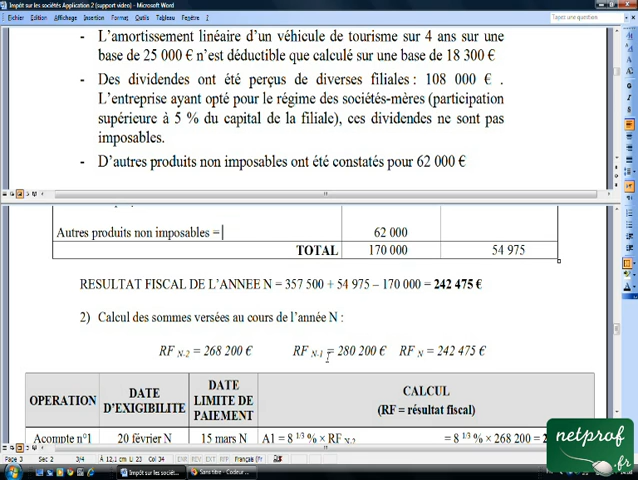 Impôt sur les sociétés Application 2 (support video) - Microsoft Word
Fichier Edition Affichage Insertion Format Outils Tableau Fenêtre ?
- L'amortissement linéaire d'un véhicule de tourisme sur 4 ans sur une
base de 25 000 € n'est déductible que calculé sur une base de 18 300 €
- Des dividendes ont été perçus de diverses filiales : 108 000 € .
L'entreprise ayant opté pour le régime des sociétés-mères (participation
supérieure à 5 % du capital de la filiale), ces dividendes ne sont pas
imposables.
- D'autres produits non imposables ont été constatés pour 62 000 €
Autres produits non imposables = 62 000
TOTAL 170 000 54 975
RESULTAT FISCAL DE L'ANNEE N = 357 500 + 54 975 – 170 000 = 242 475 €
2) Calcul des sommes versées au cours de l'année N :
RF N-2 = 268 200 € RF N-1 = 280 200 € RF N = 242 475 €
OPERATION DATE D'EXIGIBILITE DATE LIMITE DE PAIEMENT CALCUL (RF = résultat fiscal)
Acompte n°1 20 février N 15 mars N A1 = 8 1/3 % × RF N-2 = 8 1/3 % × 268 200 = 2
Page 3 Sec 2 3/4 À 12,1 cm Li 23 Col 34 ENR REV EXT RFP Français (Fr
Impôt sur les sociét...
Sans titre - Codeur ...
netprof
.fr